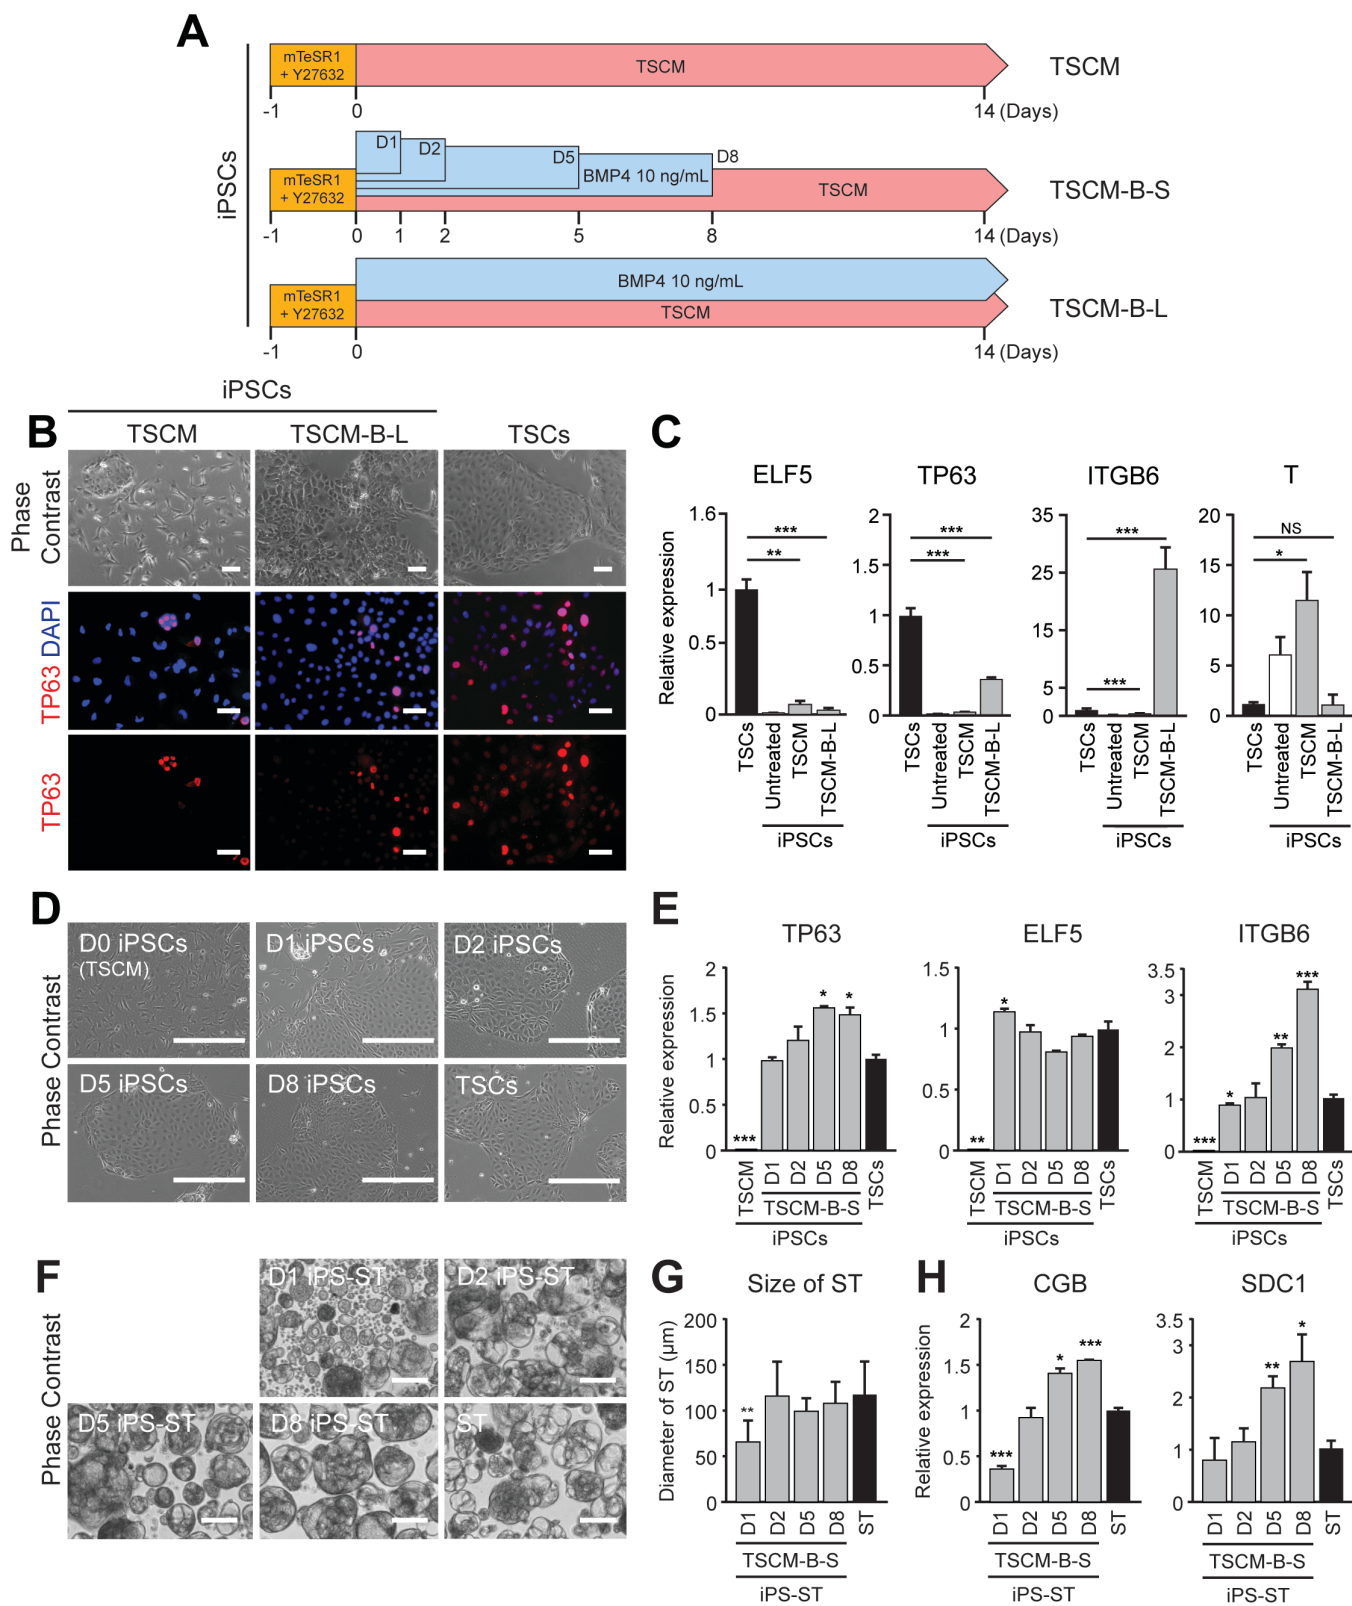 A
iPSCs
mTeSR1
+ Y27632
TSCM
TSCM
-1
0
14 (Days)
D1
D2
D5
D8
BMP4 10 ng/mL
mTeSR1
+ Y27632
TSCM
TSCM-B-S
-1
0
1
2
5
8
14 (Days)
BMP4 10 ng/mL
mTeSR1
+ Y27632
TSCM
TSCM-B-L
-1
0
14 (Days)
iPSCs
B
TSCM
TSCM-B-L
TSCs
Phase
Contrast
TP63 DAPI
TP63
C
ELF5
TP63
ITGB6
T
Relative expression
1.6
1
0.5
0
***
**
TSCs
Untreated
TSCM
TSCM-B-L
iPSCs
2
1.5
1
0.5
0
***
***
TSCs
Untreated
TSCM
TSCM-B-L
iPSCs
35
25
15
5
5
0
***
***
TSCs
Untreated
TSCM
TSCM-B-L
iPSCs
20
15
10
5
0
NS
*
TSCs
Untreated
TSCM
TSCM-B-L
iPSCs
D
Phase Contrast
D0 iPSCs
(TSCM)
D1 iPSCs
D2 iPSCs
D5 iPSCs
D8 iPSCs
TSCs
E
TP63
ELF5
ITGB6
Relative expression
2
1.5
1
0.5
0
***
*
*
TSCM
D1
D2
D5
D8
TSCs
TSCM-B-S
iPSCs
1.5
1
0.5
0
**
*
TSCM
D1
D2
D5
D8
TSCs
TSCM-B-S
iPSCs
3.5
3
2
1
0
***
*
**
***
TSCM
D1
D2
D5
D8
TSCs
TSCM-B-S
iPSCs
F
Phase Contrast
D1 iPS-ST
D2 iPS-ST
D5 iPS-ST
D8 iPS-ST
ST
G
Size of ST
Diameter of ST (μm)
200
150
100
50
0
**
D1
D2
D5
D8
ST
TSCM-B-S
iPS-ST
H
CGB
SDC1
Relative expression
2
1.5
1
0.5
0
***
*
***
D1
D2
D5
D8
ST
TSCM-B-S
iPS-ST
3.5
3
2
1
0
**
*
D1
D2
D5
D8
ST
TSCM-B-S
iPS-ST